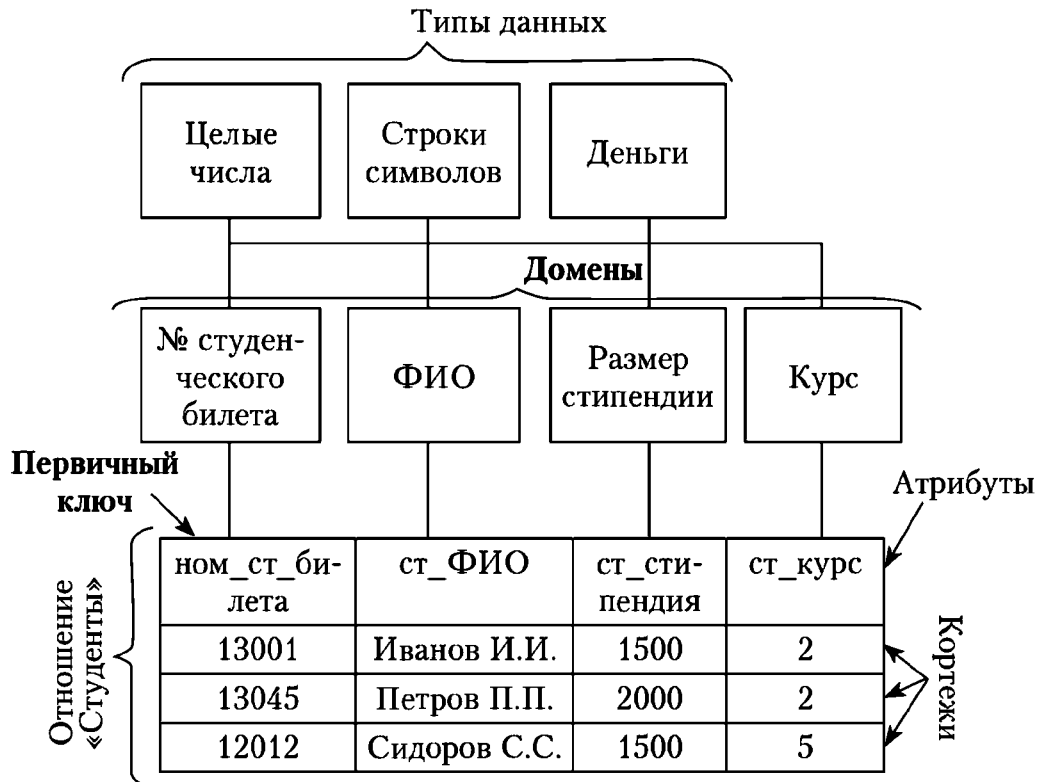 Типы данных
Целые
числа
Строки
символов
Деньги
Домены
№ студен-
ческого
билета
ФИО
Размер
стипендии
Курс
Первичный
ключ
Атрибуты
Отношение
«Студенты»
ном_ст_би-
лета
ст_ФИО
ст_сти-
пендия
ст_курс
13001 Иванов И.И. 1500 2
13045 Петров П.П. 2000 2
12012 Сидоров С.С. 1500 5
Кортежи